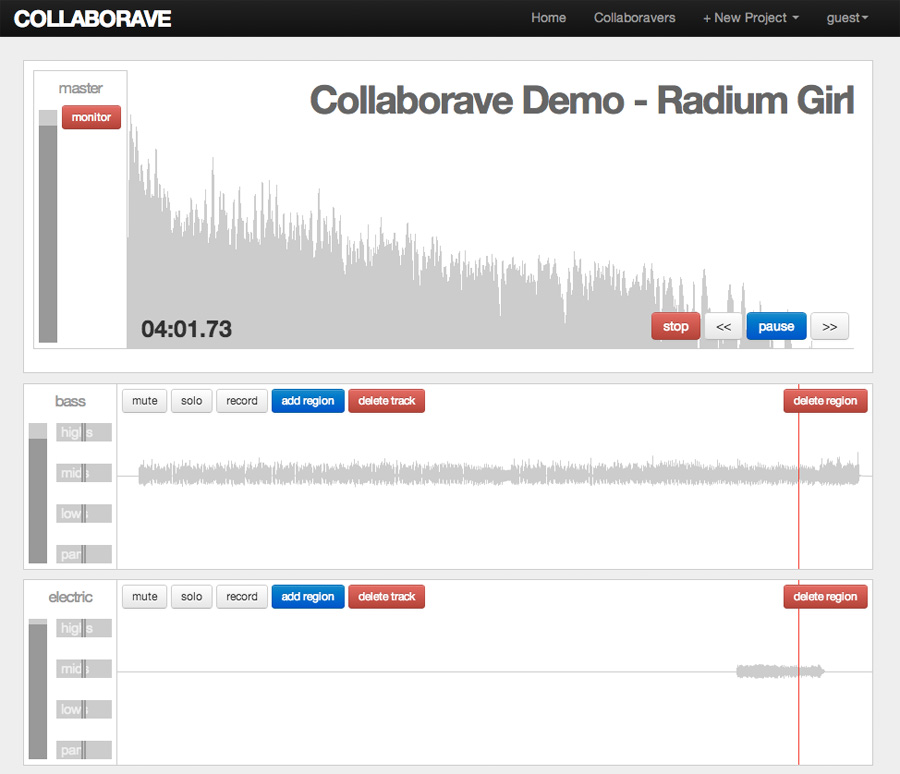 COLLABORAVE Home Collaboravers + New Project guest
master
monitor
Collaborave Demo - Radium Girl
04:01.73
stop << pause >>
bass mute solo record add region delete track delete region
highs
mids
lows
pan
electric mute solo record add region delete track delete region
highs
mids
lows
pan